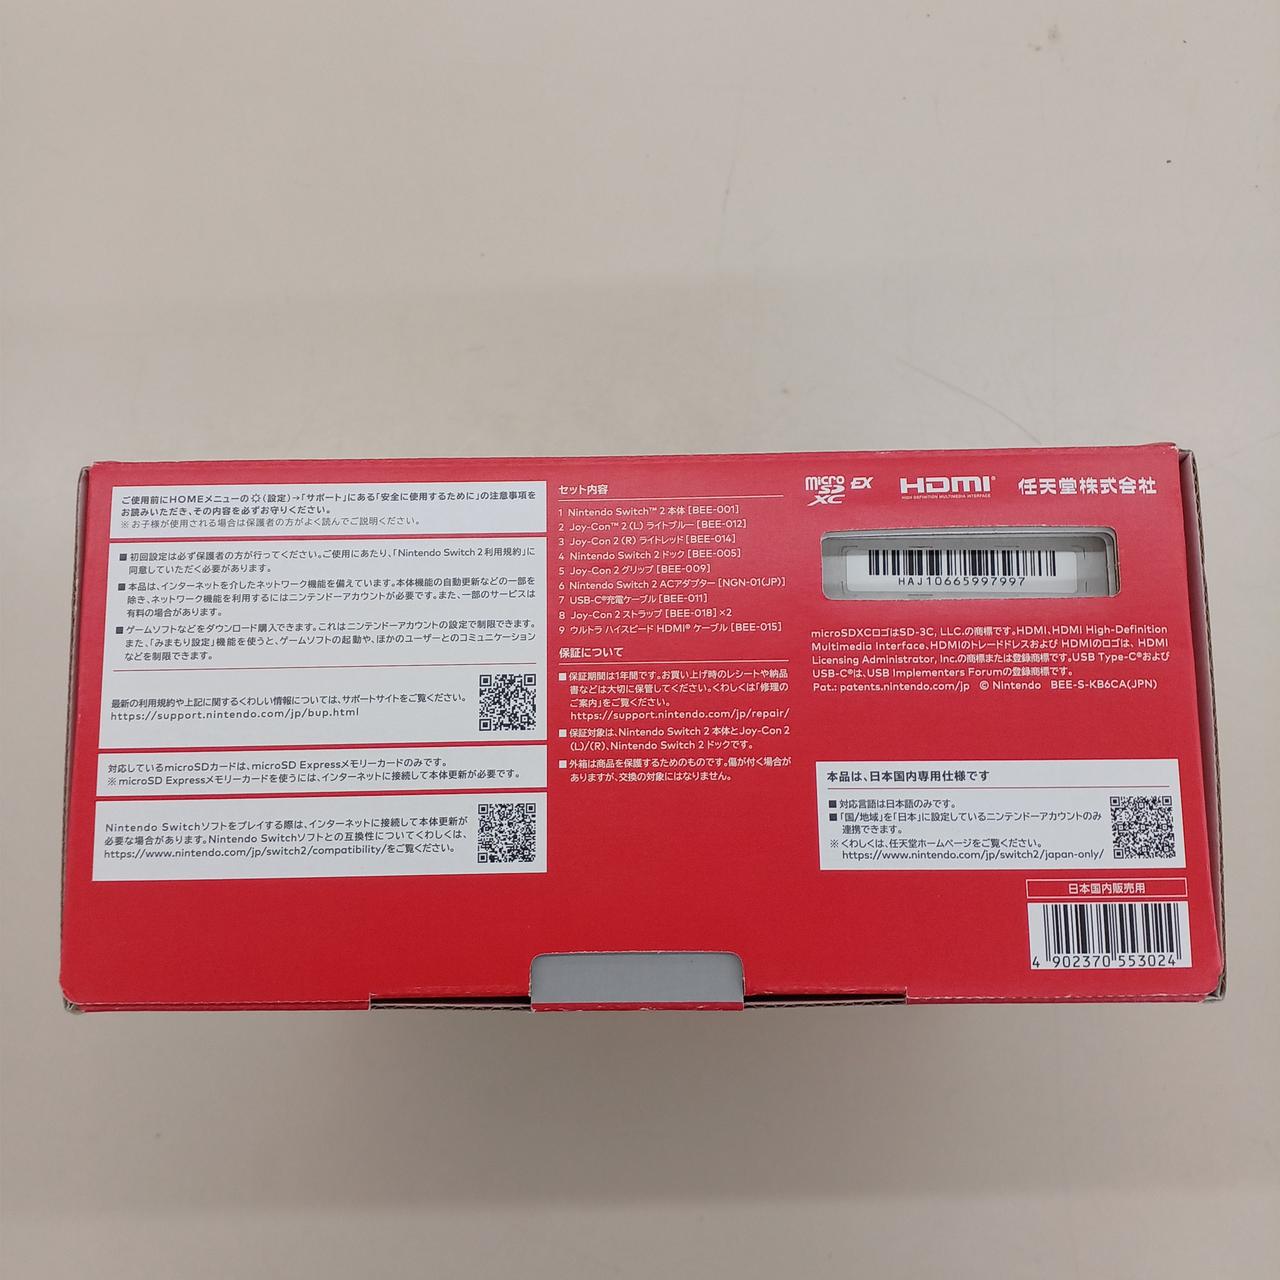 ご使用前にHOMEメニューの(設定)→「サポート」にある「安全に使用するために」の注意事項を
お読みいただき、その内容を必ずお守りください。
※お子様が使用される場合は保護者の方がよく読んでご説明ください。
■初回設定は必ず保護者の方が行ってください。ご使用にあたり、「Nintendo Switch 2 利用規約」に
同意していただく必要があります。
■本品は、インターネットを介したネットワーク機能を備えています。本体機能の自動更新などの一部を
除き、ネットワーク機能を利用するにはニンテンドーアカウントが必要です。また、一部のサービスは
有料の場合があります。
■ゲームソフトなどをダウンロード購入できます。これはニンテンドーアカウントの設定で制限できます。
また、「みまもり設定」機能を使うと、ゲームソフトの起動や、ほかのユーザーとのコミュニケーション
などを制限できます。
最新の利用規約や上記に関するくわしい情報については、サポートサイトをご覧ください。
https://support.nintendo.com/jp/bup.html
対応しているmicroSDカードは、microSD Expressメモリーカードのみです。
※microSD Expressメモリーカードを使うには、インターネットに接続して本体更新が必要です。
Nintendo Switchソフトをプレイする際は、インターネットに接続して本体更新が
必要な場合があります。Nintendo Switchソフトとの互換性についてくわしくは、
https://www.nintendo.com/jp/switch2/compatibility/をご覧ください。
セット内容
1 Nintendo Switch™ 2 本体 [BEE-001]
2 Joy-Con™ 2 (L) ライトブルー [BEE-012]
3 Joy-Con 2 (R) ライトレッド [BEE-014]
4 Nintendo Switch 2 ドック [BEE-005]
5 Joy-Con 2 グリップ [BEE-009]
6 Nintendo Switch 2 ACアダプター [NGN-01(JP)]
7 USB-C®充電ケーブル [BEE-011]
8 Joy-Con 2 ストラップ [BEE-018] ×2
9 ウルトラ ハイスピード HDMI® ケーブル [BEE-015]
保証について
■保証期間は1年間です。お買い上げ時のレシートや納品
書などは大切に保管してください。くわしくは「修理の
ご案内」をご覧ください。
https://support.nintendo.com/jp/repair/
■保証対象は、Nintendo Switch 2 本体とJoy-Con 2
(L)/(R)、Nintendo Switch 2 ドックです。
■外箱は商品を保護するためのものです。傷が付く場合が
ありますが、交換の対象にはなりません。
micro SD XC EX HDMI® 任天堂株式会社
HIGH DEFINITION MULTIMEDIA INTERFACE
HAJ10665997997
microSDXCロゴはSD-3C, LLC.の商標です。HDMI、HDMI High-Definition
Multimedia Interface、HDMIのトレードドレスおよび HDMIのロゴは、HDMI
Licensing Administrator, Inc.の商標または登録商標です。USB Type-C®および
USB-C®は、USB Implementers Forumの登録商標です。
Pat.: patents.nintendo.com/jp © Nintendo BEE-S-KB6CA(JPN)
本品は、日本国内専用仕様です
■対応言語は日本語のみです。
■「国/地域」を「日本」に設定しているニンテンドーアカウントのみ
連携できます。
※くわしくは、任天堂ホームページをご覧ください。
https://www.nintendo.com/jp/switch2/japan-only/
日本国内販売用
4 902370 553024